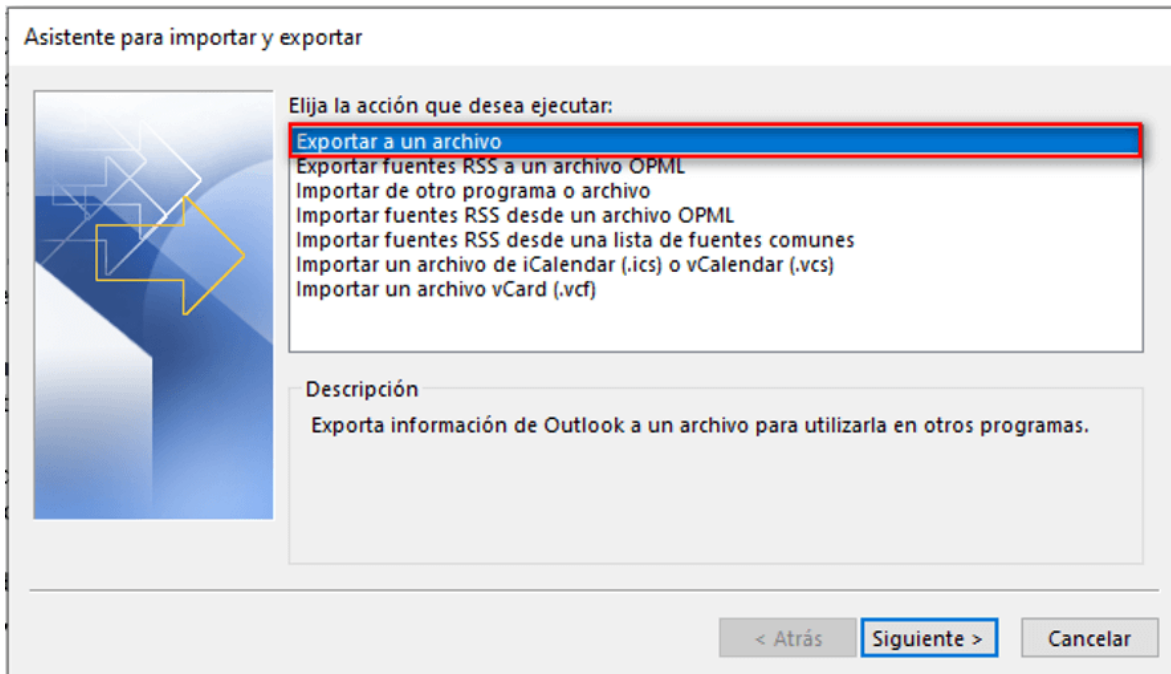 Asistente para importar y exportar
Elija la acción que desea ejecutar:
Exportar a un archivo
Exportar fuentes RSS a un archivo OPML
Importar de otro programa o archivo
Importar fuentes RSS desde un archivo OPML
Importar fuentes RSS desde una lista de fuentes comunes
Importar un archivo de iCalendar (.ics) o vCalendar (.vcs)
Importar un archivo vCard (.vcf)
Descripción
Exporta información de Outlook a un archivo para utilizarla en otros programas.
< Atrás Siguiente > Cancelar